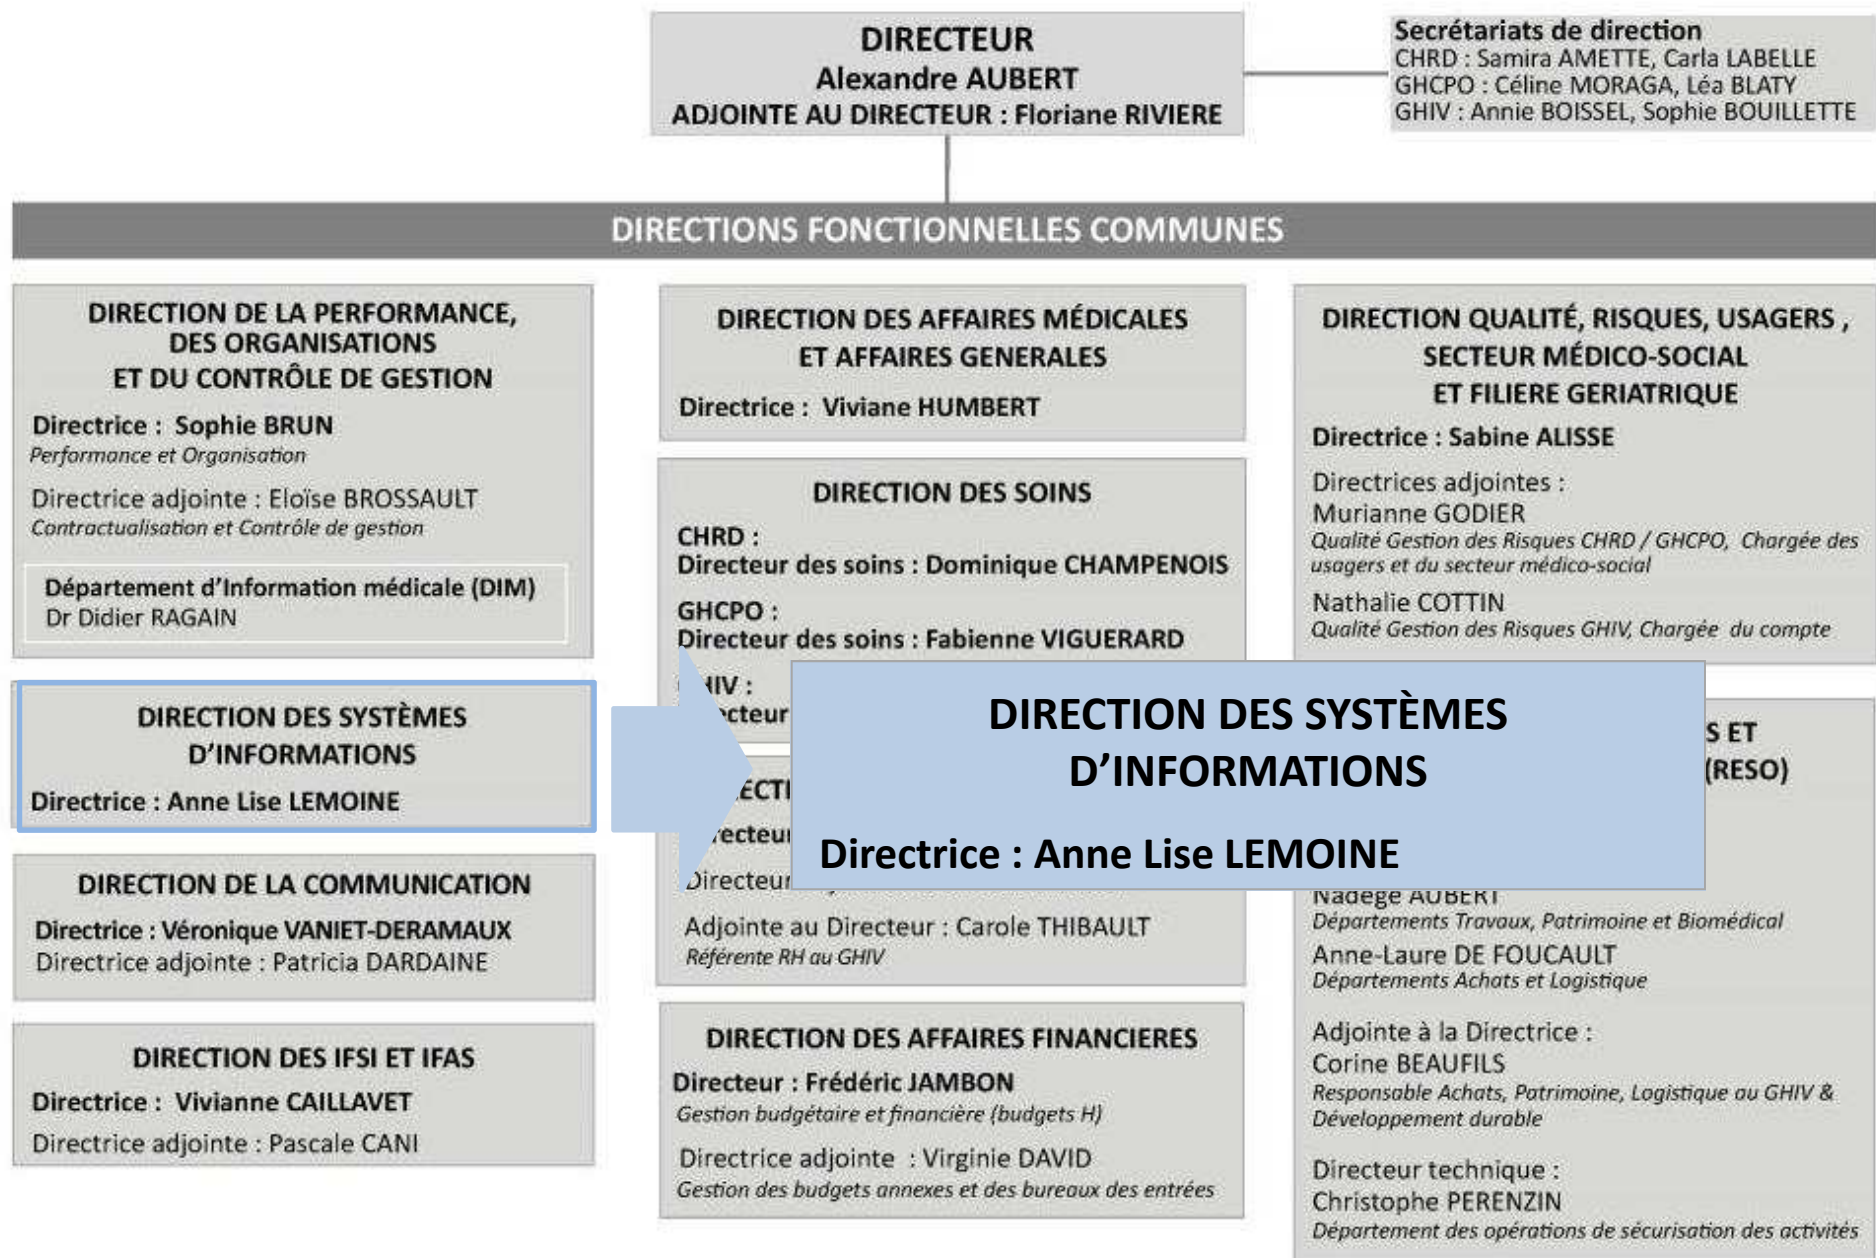 DIRECTEUR
Alexandre AUBERT
ADJOINTE AU DIRECTEUR : Floriane RIVIERE
Secrétariats de direction
CHRD : Samira AMETTE, Carla LABELLE
GHCPO : Céline MORAGA, Léa BLATY
GHIV : Annie BOISSEL, Sophie BOUILLETTE
DIRECTIONS FONCTIONNELLES COMMUNES
DIRECTION DE LA PERFORMANCE,
DES ORGANISATIONS
ET DU CONTRÔLE DE GESTION
Directrice : Sophie BRUN
Performance et Organisation
Directrice adjointe : Eloïse BROSSAULT
Contractualisation et Contrôle de gestion
Département d'Information médicale (DIM)
Dr Didier RAGAIN
DIRECTION DES SYSTÈMES
D'INFORMATIONS
Directrice : Anne Lise LEMOINE
DIRECTION DE LA COMMUNICATION
Directrice : Véronique VANIET-DERAMAUX
Directrice adjointe : Patricia DARDAINE
DIRECTION DES IFSI ET IFAS
Directrice : Vivianne CAILLAVET
Directrice adjointe : Pascale CANI
DIRECTION DES AFFAIRES MÉDICALES
ET AFFAIRES GENERALES
Directrice : Viviane HUMBERT
DIRECTION DES SOINS
CHRD :
Directeur des soins : Dominique CHAMPENOIS
GHCPO :
Directeur des soins : Fabienne VIGUERARD
HIV :
cteur
ECTI
recteur
Directeur
Adjointe au Directeur : Carole THIBAULT
Référente RH au GHIV
DIRECTION DES AFFAIRES FINANCIERES
Directeur : Frédéric JAMBON
Gestion budgétaire et financière (budgets H)
Directrice adjointe : Virginie DAVID
Gestion des budgets annexes et des bureaux des entrées
DIRECTION DES SYSTÈMES
D'INFORMATIONS
Directrice : Anne Lise LEMOINE
DIRECTION QUALITÉ, RISQUES, USAGERS ,
SECTEUR MÉDICO-SOCIAL
ET FILIERE GERIATRIQUE
Directrice : Sabine ALISSE
Directrices adjointes :
Murianne GODIER
Qualité Gestion des Risques CHRD / GHCPO, Chargée des
usagers et du secteur médico-social
Nathalie COTTIN
Qualité Gestion des Risques GHIV, Chargée du compte
S ET
(RESO)
Nadège AUBERT
Départements Travaux, Patrimoine et Biomédical
Anne-Laure DE FOUCAULT
Départements Achats et Logistique
Adjointe à la Directrice :
Corine BEAUFILS
Responsable Achats, Patrimoine, Logistique au GHIV &
Développement durable
Directeur technique :
Christophe PERENZIN
Département des opérations de sécurisation des activités